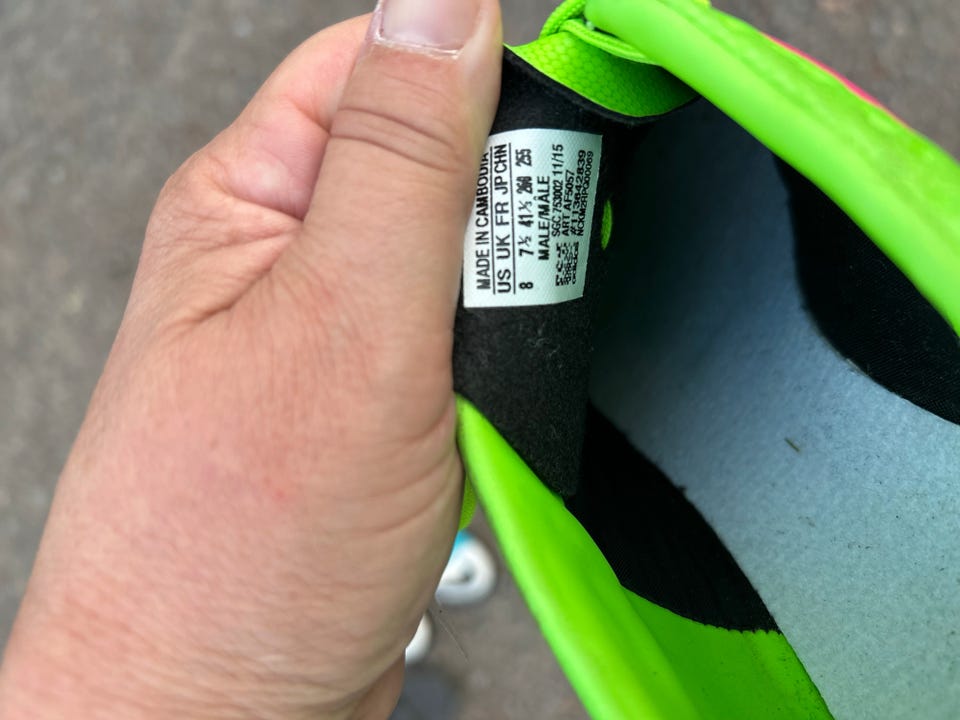 MADE IN CAMBODIA
US UK FR JP CHN
8 7½ 41⅓ 260 255
MALE/MÂLE
SGC 753002 11/15
ART AF5057